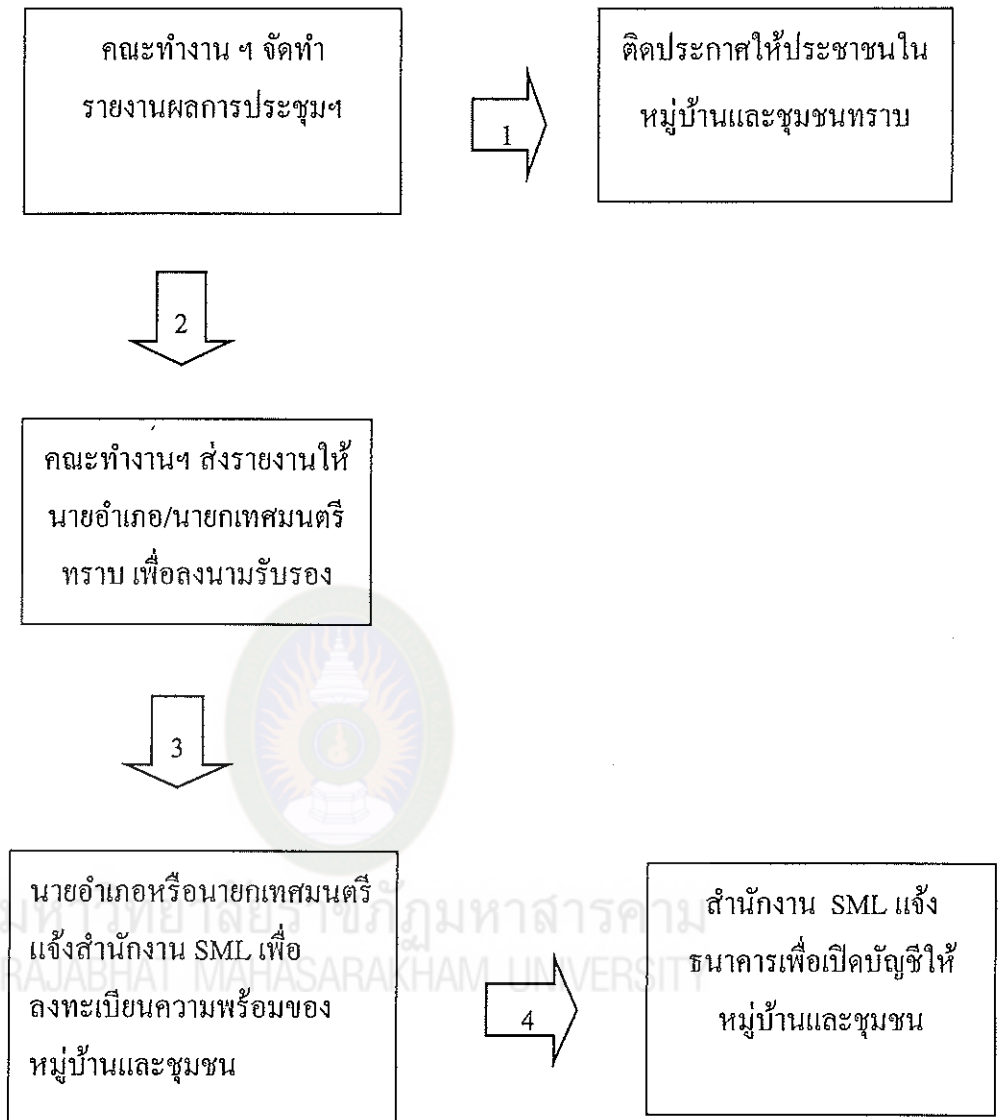 คณะทำงาน ฯ จัดทำ
รายงานผลการประชุมฯ
1
ติดประกาศให้ประชาชนใน
หมู่บ้านและชุมชนทราบ
2
คณะทำงานฯ ส่งรายงานให้
นายอำเภอ/นายกเทศมนตรี
ทราบ เพื่อลงนามรับรอง
3
นายอำเภอหรือนายกเทศมนตรี
แจ้งสำนักงาน SML เพื่อ
ลงทะเบียนความพร้อมของ
หมู่บ้านและชุมชน
4
สำนักงาน SML แจ้ง
ธนาคารเพื่อเปิดบัญชีให้
หมู่บ้านและชุมชน
มหาวิทยาลัยราชภัฏมหาสารคาม
RAJABHAT MAHASARAKHAM UNIVERSITY